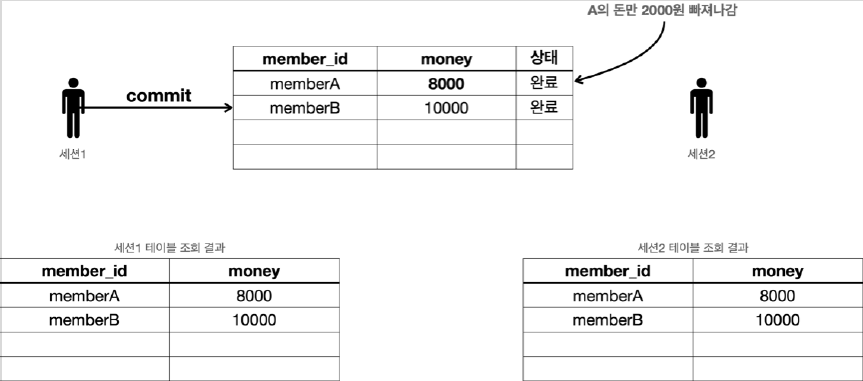 A의 돈만 2000원 빠져나감
member_id money 상태
memberA 8000 완료
memberB 10000 완료
commit
세션1
세션2
세션1 테이블 조회 결과
member_id money
memberA 8000
memberB 10000
세션2 테이블 조회 결과
member_id money
memberA 8000
memberB 10000